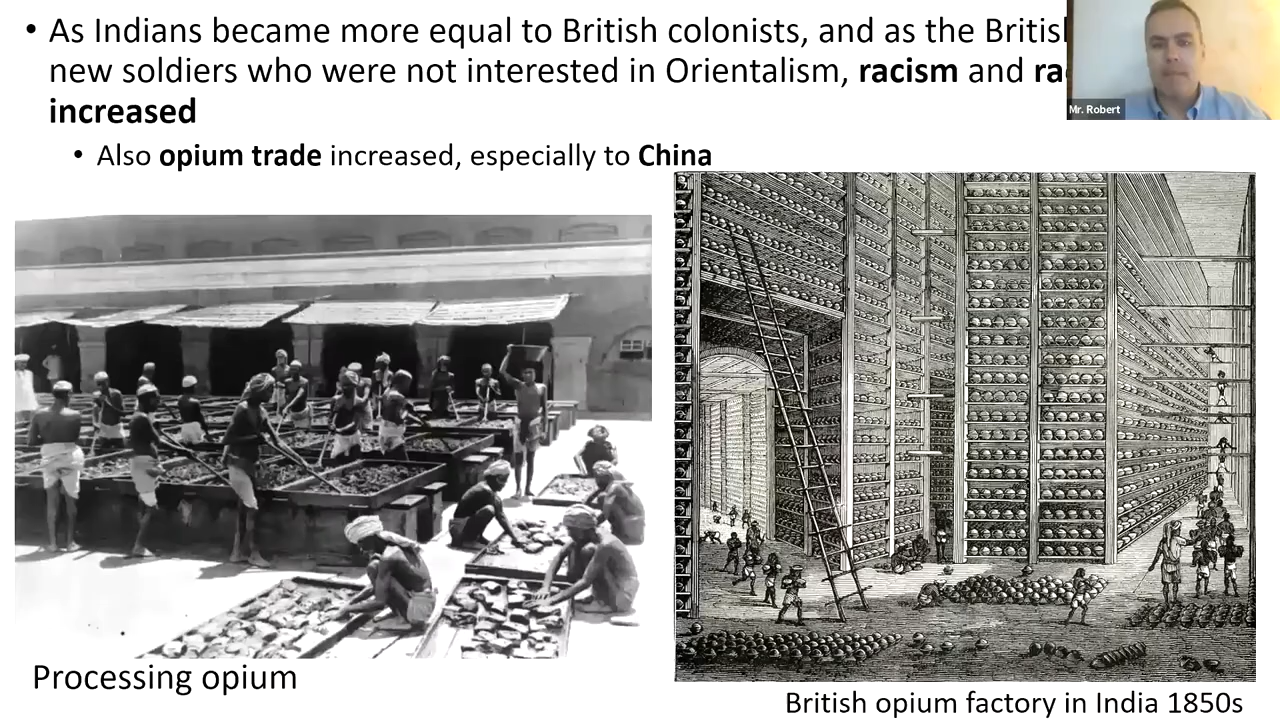 • As Indians became more equal to British colonists, and as the
new soldiers who were not interested in Orientalism, racism and
increased
• Also opium trade increased, especially to China
Mr. Robert
Processing opium
British opium factory in India 1850s